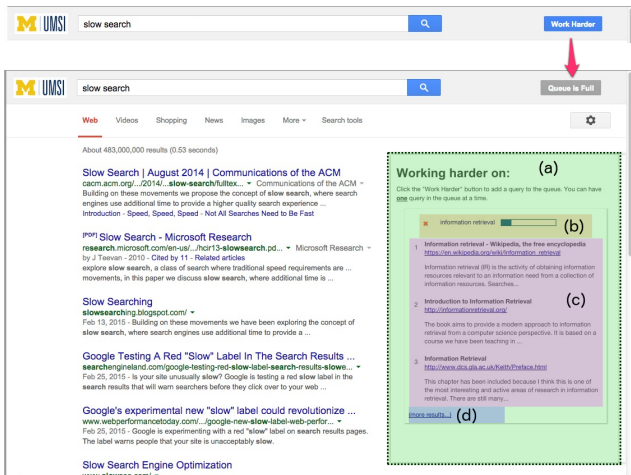 M UMSI slow search Work Harder
M UMSI slow search Queue is Full
Web Videos Shopping News Images More Search tools
About 483,000,000 results (0.53 seconds)
Slow Search | August 2014 | Communications of the ACM
cacm.acm.org/.../2014/...slow-search/fulltex... Communications of the ACM
Building on these movements we propose the concept of slow search, where search
engines use additional time to provide a higher quality search experience ...
Introduction - Speed, Speed, Speed - Not All Searches Need to Be Fast
[PDF] Slow Search - Microsoft Research
research.microsoft.com/en-us/.../hcir13-slowsearch.pd... Microsoft Research
by J Teevan - 2010 - Cited by 11 - Related articles
explore slow search, a class of search where traditional speed requirements are ...
movements, in this paper we discuss slow search, where additional time is ...
Slow Searching
slowsearching.blogspot.com/
Feb 13, 2015 - Building on these movements we have been exploring the concept of
slow search, where search engines use additional time to provide a ...
Google Testing A Red "Slow" Label In The Search Results ...
searchengineland.com/google-testing-red-slow-label-search-results-slowe...
Feb 25, 2015 - Is your site unusually slow? Google is testing a red slow label in the
search results that will warn searchers before they click over to your web ...
Google's experimental new "slow" label could revolutionize ...
www.webperformancetoday.com/.../google-new-slow-label-web-perfor...
Feb 25, 2015 - Google is experimenting with a red "slow" label on search results pages.
The label warns people that your site is unacceptably slow.
Slow Search Engine Optimization
Working harder on: (a)
Click the "Work Harder" button to add a query to the queue. You can have
one query in the queue at a time.
information retrieval (b)
1 Information retrieval - Wikipedia, the free encyclopedia
https://en.wikipedia.org/wiki/Information_retrieval
Information retrieval (IR) is the activity of obtaining information
resources relevant to an information need from a collection of
information resources. Searches...
(c)
2 Introduction to Information Retrieval
http://informationretrieval.org/
The book aims to provide a modern approach to information
retrieval from a computer science perspective. It is based on a
course we have been teaching in ...
3 Information Retrieval
http://www.dcs.gla.ac.uk/Keith/Preface.html
This chapter has been included because I think this is one of
the most interesting and active areas of research in information
retrieval. There are still many...
(more results...) (d)